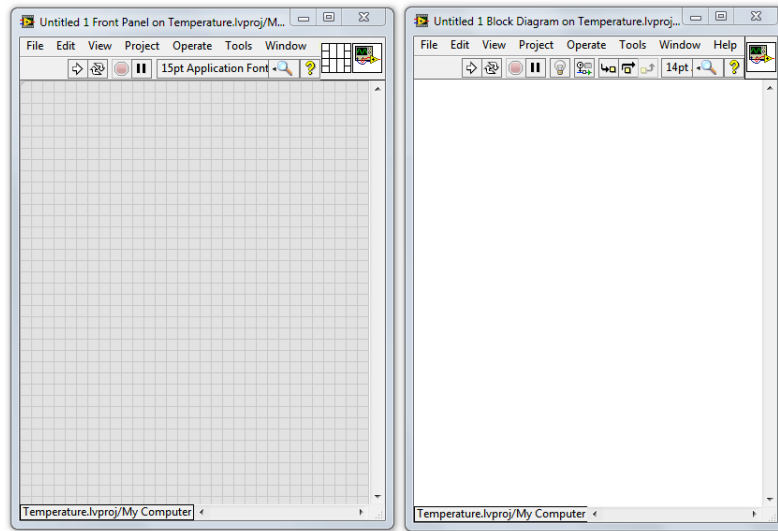 Untitled 1 Front Panel on Temperature.lvproj/M...
File Edit View Project Operate Tools Window
15pt Application Font
?
Temperature.lvproj/My Computer
Untitled 1 Block Diagram on Temperature.lvproj...
File Edit View Project Operate Tools Window Help
14pt
?
Temperature.lvproj/My Computer